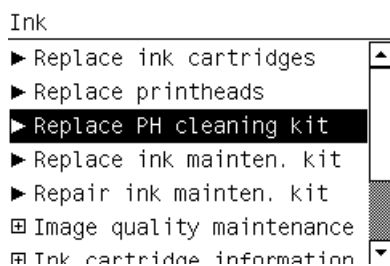 Ink
Replace ink cartridges
Replace printheads
Replace PH cleaning kit
Replace ink mainten. kit
Repair ink mainten. kit
Image quality maintenance
Ink cartridge information